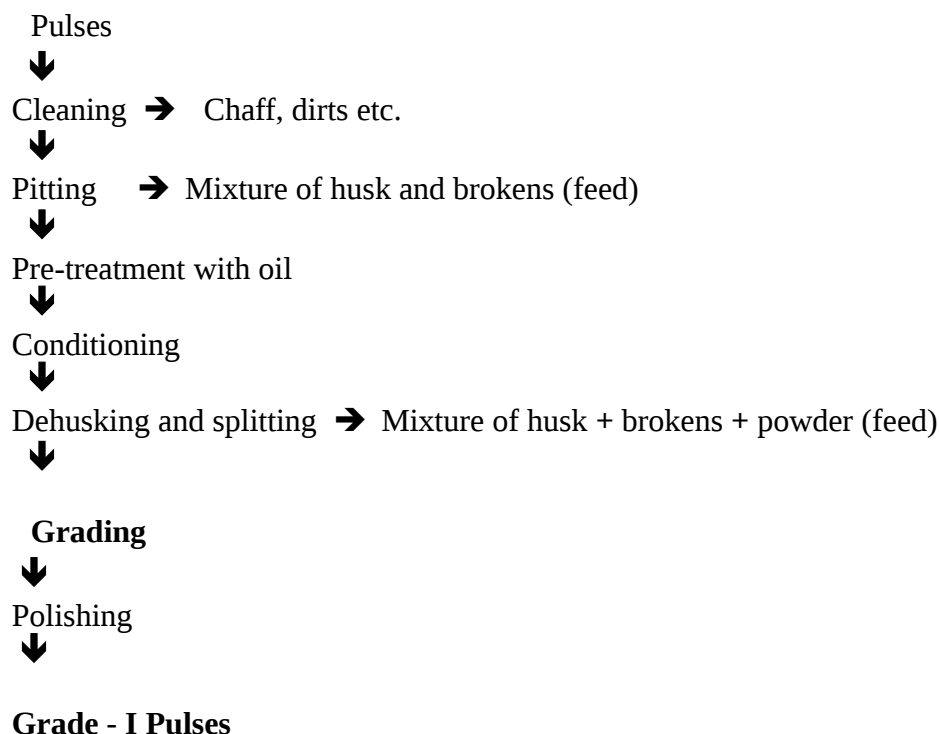 Pulses
🡻
Cleaning 🡺 Chaff, dirts etc.
🡻
Pitting 🡺 Mixture of husk and brokens (feed)
🡻
Pre-treatment with oil
🡻
Conditioning
🡻
Dehusking and splitting 🡺 Mixture of husk + brokens + powder (feed)
🡻
Grading
🡻
Polishing
🡻
Grade - I Pulses